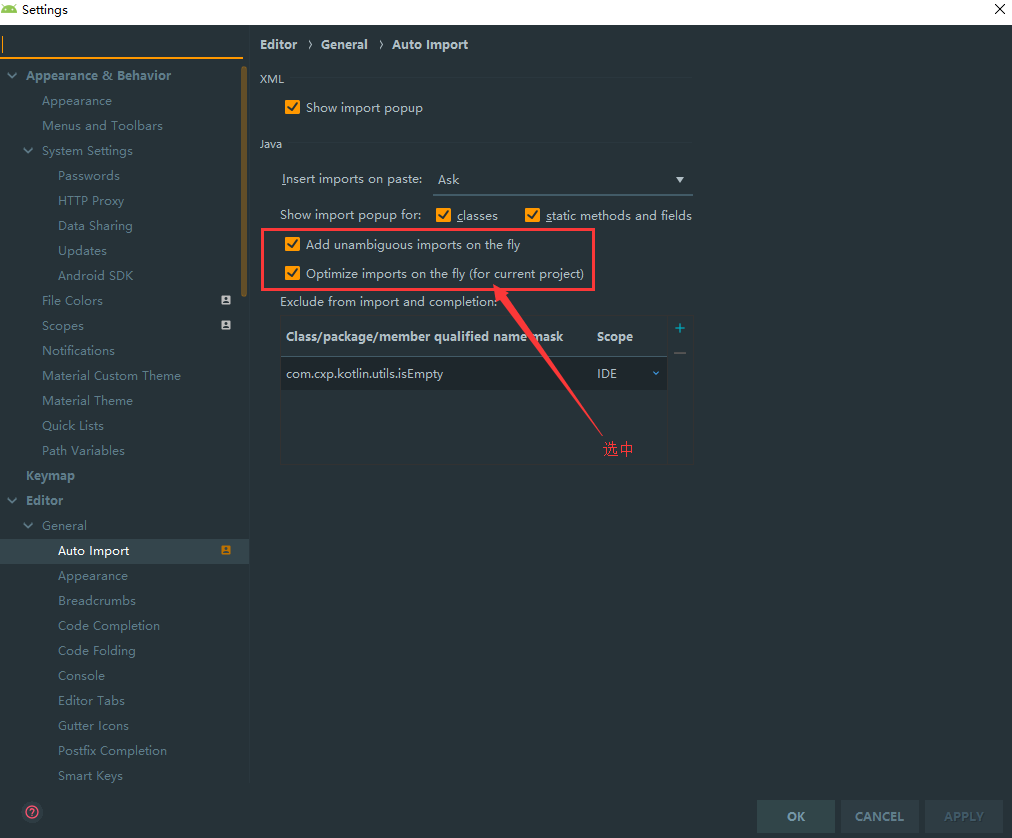 Settings
Appearance & Behavior
Appearance
Menus and Toolbars
System Settings
Passwords
HTTP Proxy
Data Sharing
Updates
Android SDK
File Colors
Scopes
Notifications
Material Custom Theme
Material Theme
Quick Lists
Path Variables
Keymap
Editor
General
Auto Import
Appearance
Breadcrumbs
Code Completion
Code Folding
Console
Editor Tabs
Gutter Icons
Postfix Completion
Smart Keys
Editor › General › Auto Import
XML
Show import popup
Java
Insert imports on paste: Ask
Show import popup for: classes static methods and fields
Add unambiguous imports on the fly
Optimize imports on the fly (for current project)
Exclude from import and completion:
Class/package/member qualified name mask Scope
com.cxp.kotlin.utils.isEmpty IDE
选中
OK CANCEL APPLY